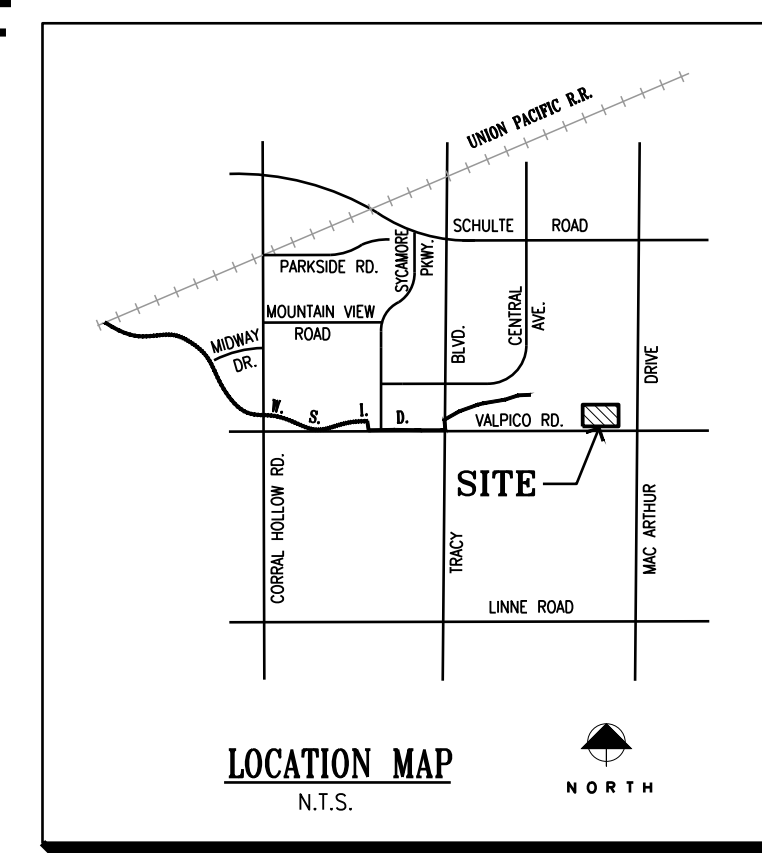 UNION PACIFIC R.R.
SCHULTE ROAD
SYCAMORE
PKWY.
PARKSIDE RD.
MOUNTAIN VIEW
ROAD
CENTRAL
AVE.
MIDWAY
DR.
BLVD.
DRIVE
W. S. I. D.
VALPICO RD.
SITE
CORRAL HOLLOW RD.
TRACY
MAC ARTHUR
LINNE ROAD
LOCATION MAP
N.T.S.
NORTH